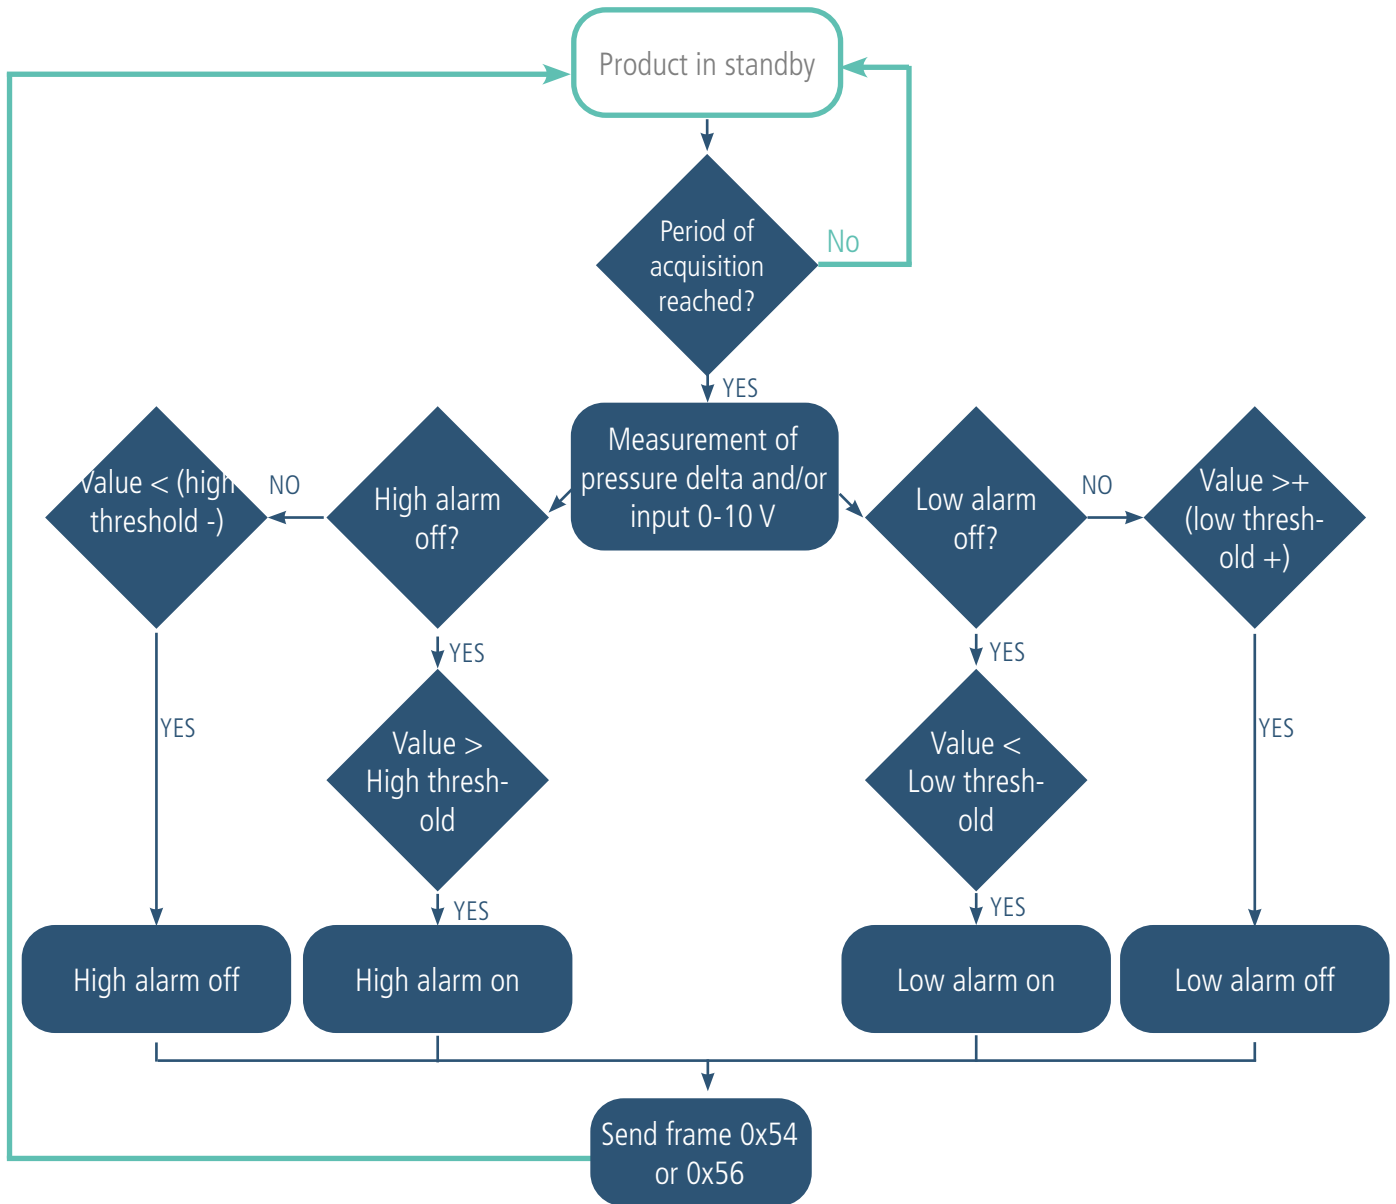 Product in standby
Period of
acquisition
reached?
No
YES
Measurement of
pressure delta and/or
input 0-10 V
High alarm
off?
NO
Value < (high
threshold -)
Low alarm
off?
NO
Value >+
(low thresh-
old +)
YES
YES
YES
YES
Value >
High thresh-
old
Value <
Low thresh-
old
YES
YES
High alarm off
High alarm on
Low alarm on
Low alarm off
Send frame 0x54
or 0x56